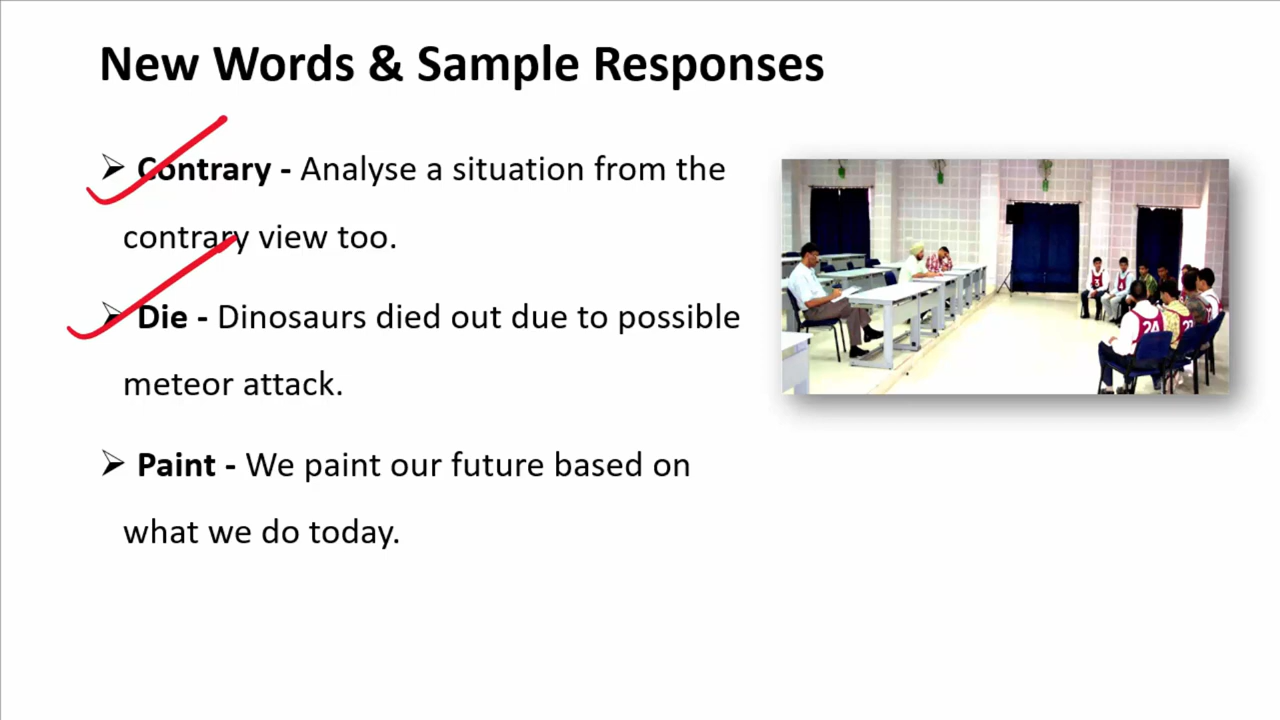 New Words & Sample Responses
➢ Contrary - Analyse a situation from the
contrary view too.
➢ Die - Dinosaurs died out due to possible
meteor attack.
➢ Paint - We paint our future based on
what we do today.
24